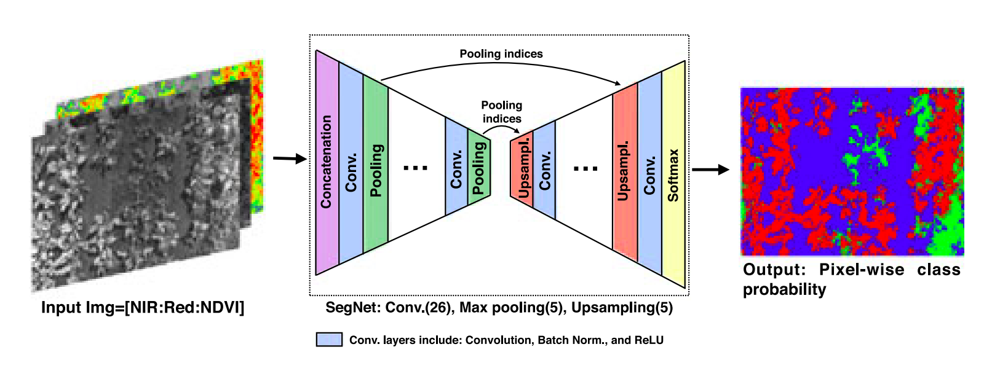 Pooling indices
Pooling
indices
Concatenation
Conv.
Pooling
...
Conv.
Pooling
Upsampl.
Conv.
...
Upsampl.
Conv.
Softmax
Input Img=[NIR:Red:NDVI]
SegNet: Conv.(26), Max pooling(5), Upsampling(5)
Output: Pixel-wise class
probability
Conv. layers include: Convolution, Batch Norm., and ReLU